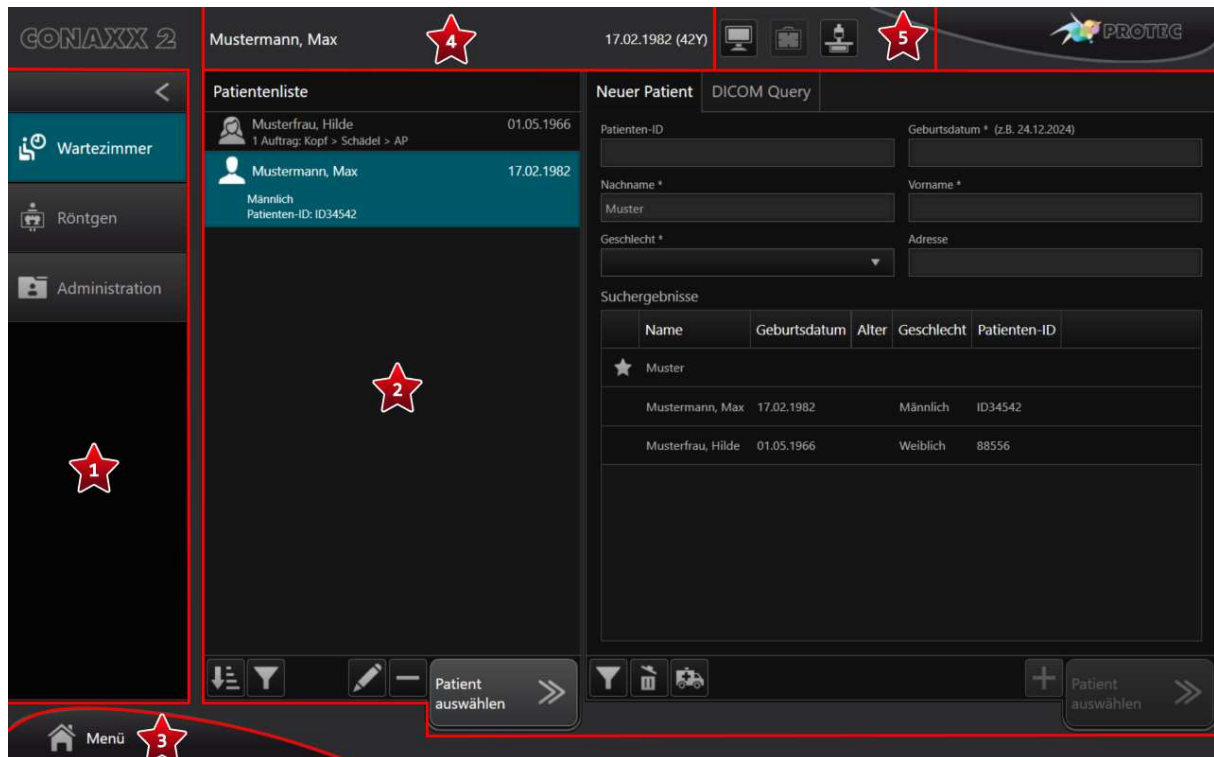 CONAXX 2
Mustermann, Max
4
17.02.1982 (42Y)
5
PROTEC
<
Wartezimmer
Röntgen
Administration
1
Patientenliste
Musterfrau, Hilde 01.05.1966
1 Auftrag: Kopf > Schädel > AP
Mustermann, Max 17.02.1982
Männlich
Patienten-ID: ID34542
2
Patient
auswählen
Neuer Patient DICOM Query
Patienten-ID Geburtsdatum * (z.B. 24.12.2024)
Nachname * Vorname *
Muster
Geschlecht * Adresse
Suchergebnisse
Name Geburtsdatum Alter Geschlecht Patienten-ID
Muster
Mustermann, Max 17.02.1982 Männlich ID34542
Musterfrau, Hilde 01.05.1966 Weiblich 88556
Patient
auswählen
Menü
3